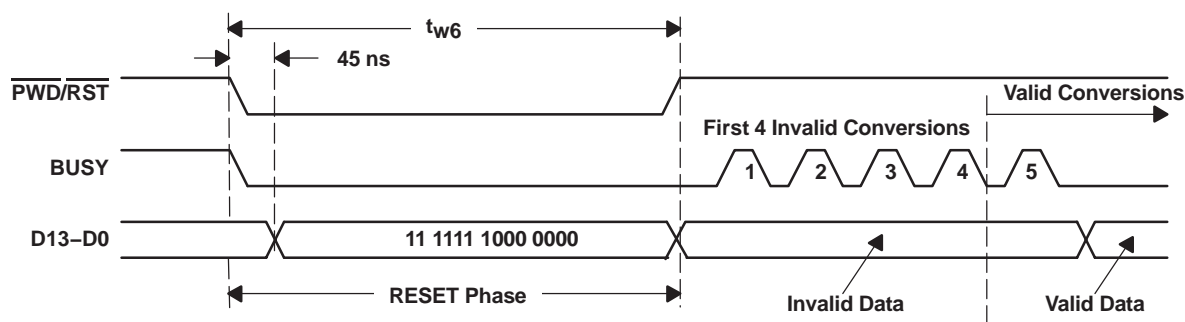 tw6
45 ns
PWD/RST
Valid Conversions
First 4 Invalid Conversions
BUSY
1 2 3 4 5
D13–D0
11 1111 1000 0000
RESET Phase
Invalid Data
Valid Data